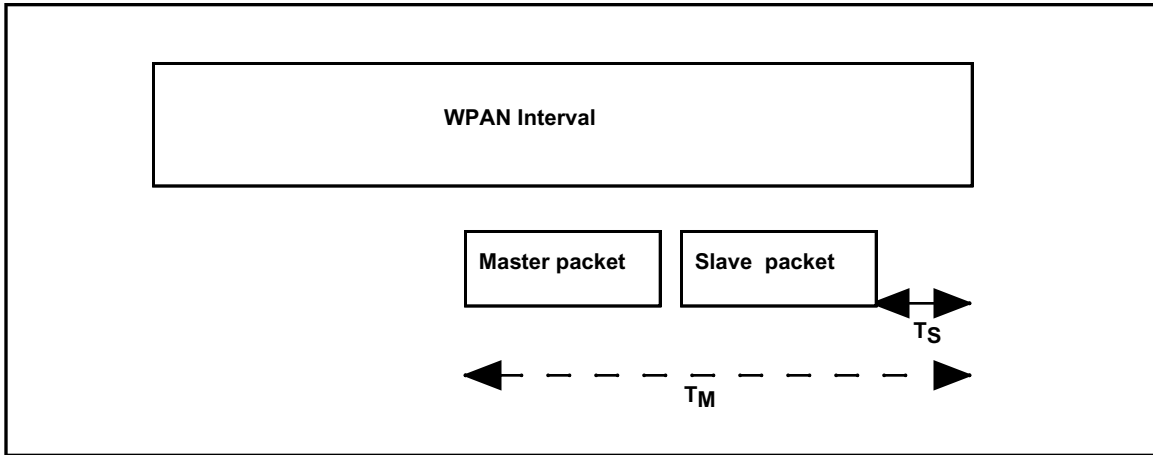 WPAN Interval
Master packet
Slave packet
TS
TM